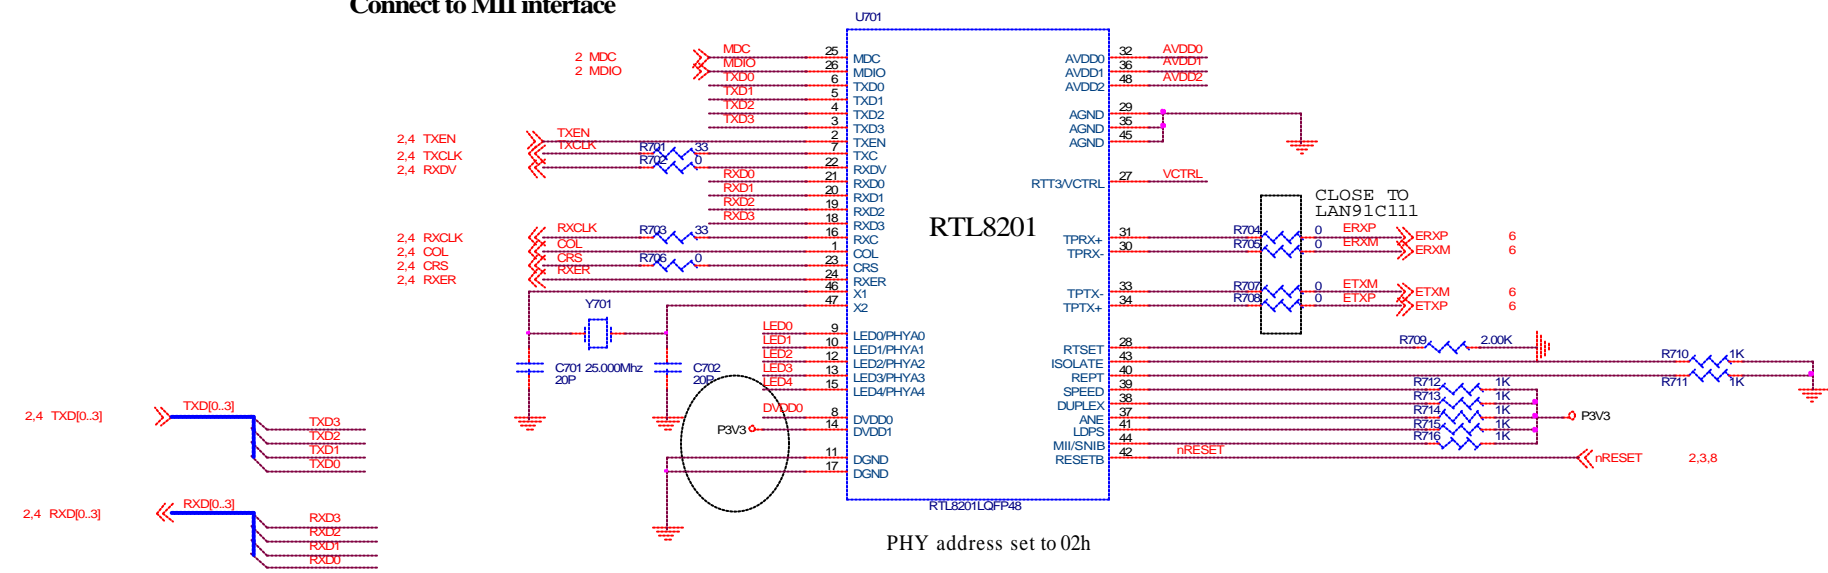 Connect to MII interface
U701
2 MDC MDC 25 MDC
2 MDIO MDIO 26 MDIO
TXD0 6 TXD0
TXD1 5 TXD1
TXD2 4 TXD2
TXD3 3 TXD3
2,4 TXEN TXEN 2 TXEN
2,4 TXCLK TXCLK R701 33 7 TXC
2,4 RXDV R702 0 22 RXDV
RXD0 21 RXD0
RXD1 20 RXD1
RXD2 19 RXD2
RXD3 18 RXD3
2,4 RXCLK RXCLK R703 33 16 RXC
2,4 COL COL 1 COL
2,4 CRS CRS R706 0 23 CRS
2,4 RXER RXER 24 RXER
46 X1
47 X2
Y701
C701 25.000Mhz
20P
C702
20P
LED0 9 LED0/PHYA0
LED1 10 LED1/PHYA1
LED2 12 LED2/PHYA2
LED3 13 LED3/PHYA3
LED4 15 LED4/PHYA4
DVDD0 8 DVDD0
P3V3 14 DVDD1
11 DGND
17 DGND
RTL8201
AVDD0 32 AVDD0
AVDD1 36 AVDD1
AVDD2 48 AVDD2
AGND 29
AGND 35
AGND 45
RTT3/VCTRL 27 VCTRL
CLOSE TO
LAN91C111
TPRX+ 31 R704 0 ERXP ERXP 6
TPRX- 30 R705 0 ERXM ERXM 6
TPTX- 33 R707 0 ETXM ETXM 6
TPTX+ 34 R708 0 ETXP ETXP 6
RTSET 28 R709 2.00K
ISOLATE 43 R710 1K
REPT 40 R711 1K
SPEED 39 R712 1K
DUPLEX 38 R713 1K
ANE 37 R714 1K P3V3
LDPS 41 R715 1K
MII/SNIB 44 R716 1K
RESETB 42 nRESET nRESET 2,3,8
RTL8201LQFP48
PHY address set to 02h
2,4 TXD[0..3] TXD[0..3]
TXD3
TXD2
TXD1
TXD0
2,4 RXD[0..3] RXD[0..3]
RXD3
RXD2
RXD1
RXD0